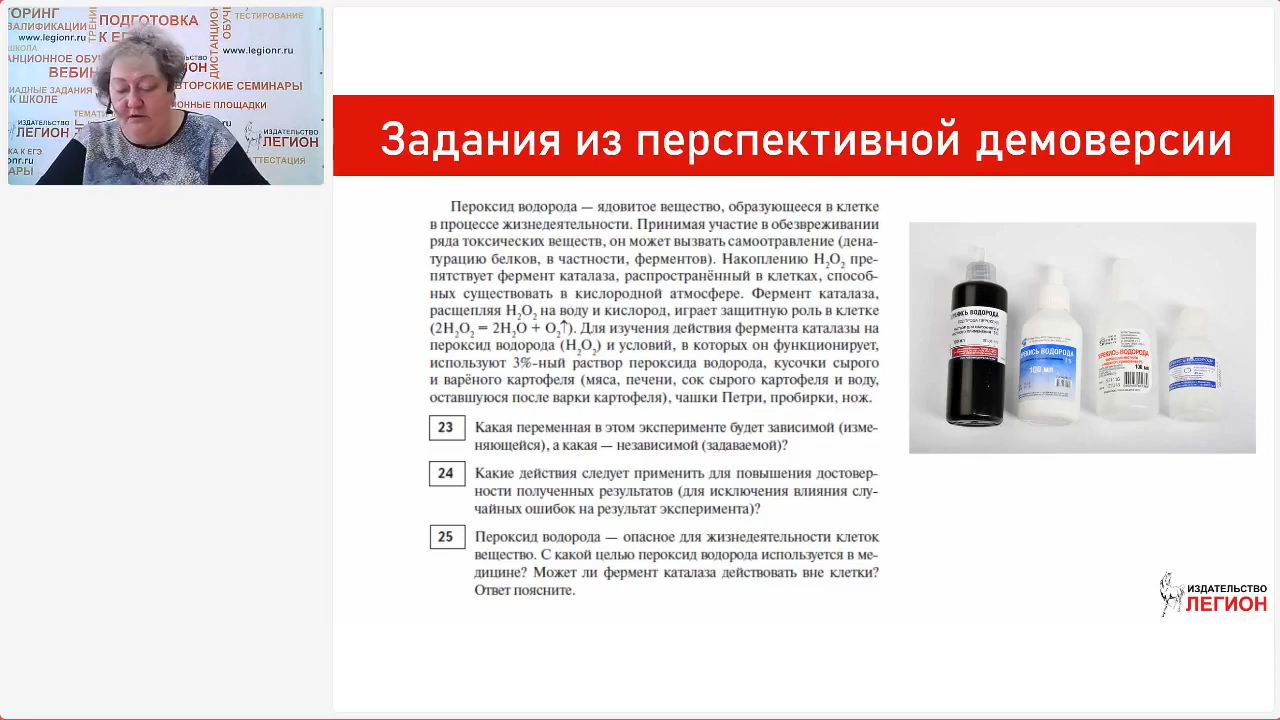 ПОДГОТОВКА
ТЕСТИРОВАНИЕ
www.legionr.ru
www.legionr.ru
АВТОРСКИЕ СЕМИНАРЫ
ИЗДАТЕЛЬСТВО
ЛЕГИОН
Задания из перспективной демоверсии
Пероксид водорода — ядовитое вещество, образующееся в клетке
в процессе жизнедеятельности. Принимая участие в обезвреживании
ряда токсических веществ, он может вызвать самоотравление (дена-
турацию белков, в частности, ферментов). Накоплению H₂O₂ пре-
пятствует фермент каталаза, распространённый в клетках, способ-
ных существовать в кислородной атмосфере. Фермент каталаза,
расщепляя H₂O₂ на воду и кислород, играет защитную роль в клетке
(2H₂O₂ = 2H₂O + O₂↑). Для изучения действия фермента каталазы на
пероксид водорода (H₂O₂) и условий, в которых он функционирует,
используют 3%-ный раствор пероксида водорода, кусочки сырого
и варёного картофеля (мяса, печени, сок сырого картофеля и воду,
оставшуюся после варки картофеля), чашки Петри, пробирки, нож.
23 Какая переменная в этом эксперименте будет зависимой (изме-
няющейся), а какая — независимой (задаваемой)?
24 Какие действия следует применить для повышения достовер-
ности полученных результатов (для исключения влияния слу-
чайных ошибок на результат эксперимента)?
25 Пероксид водорода — опасное для жизнедеятельности клеток
вещество. С какой целью пероксид водорода используется в ме-
дицине? Может ли фермент каталаза действовать вне клетки?
Ответ поясните.
100 мл
ИЗДАТЕЛЬСТВО
ЛЕГИОН